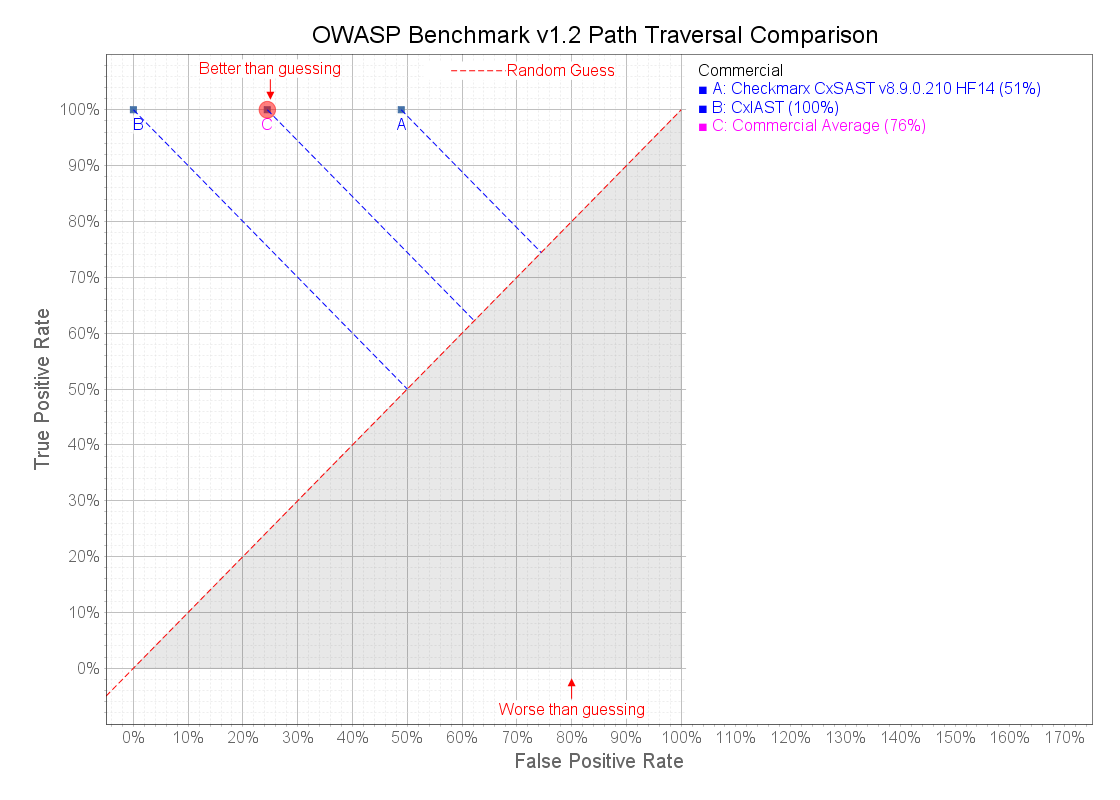 OWASP Benchmark v1.2 Path Traversal Comparison
Better than guessing
Random Guess
Commercial
A: Checkmarx CxSAST v8.9.0.210 HF14 (51%)
B: CxIAST (100%)
C: Commercial Average (76%)
B
C
A
100%
90%
80%
70%
60%
50%
40%
30%
20%
10%
0%
True Positive Rate
Worse than guessing
0% 10% 20% 30% 40% 50% 60% 70% 80% 90% 100% 110% 120% 130% 140% 150% 160% 170%
False Positive Rate